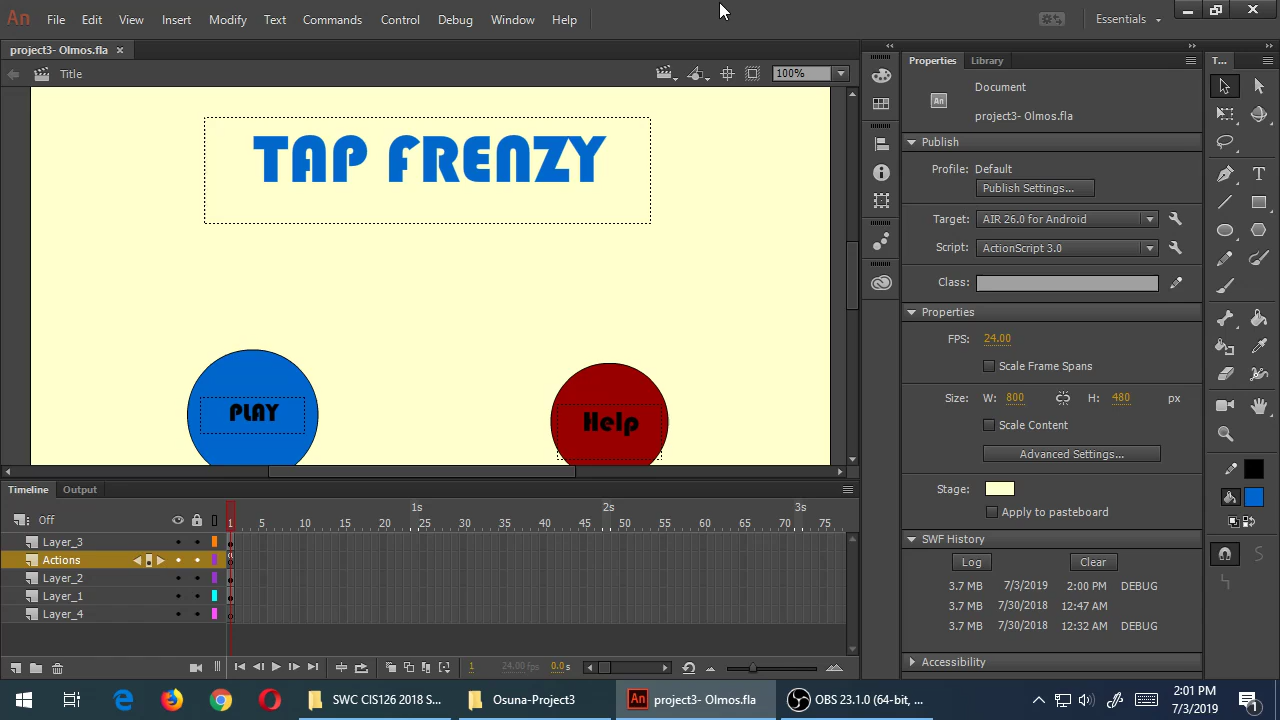 An File Edit View Insert Modify Text Commands Control Debug Window Help Essentials
project3- Olmos.fla ×
Title 100%
TAP FRENZY
PLAY
Help
Properties Library
An
Document
project3- Olmos.fla
Publish
Profile: Default
Publish Settings...
Target: AIR 26.0 for Android
Script: ActionScript 3.0
Class:
Properties
FPS: 24.00
Scale Frame Spans
Size: W: 800 H: 480 px
Scale Content
Advanced Settings...
Stage:
Apply to pasteboard
SWF History
Log Clear
3.7 MB 7/3/2019 2:00 PM DEBUG
3.7 MB 7/30/2018 12:47 AM
3.7 MB 7/30/2018 12:32 AM DEBUG
Accessibility
T...
Timeline Output
Off
1s 2s 3s
1 5 10 15 20 25 30 35 40 45 50 55 60 65 70 75
Layer_3
Actions
Layer_2
Layer_1
Layer_4
1 24.00 fps 0.0 s
SWC CIS126 2018 S...
Osuna-Project3
An project3- Olmos.fla
OBS 23.1.0 (64-bit, ...
2:01 PM
7/3/2019
1